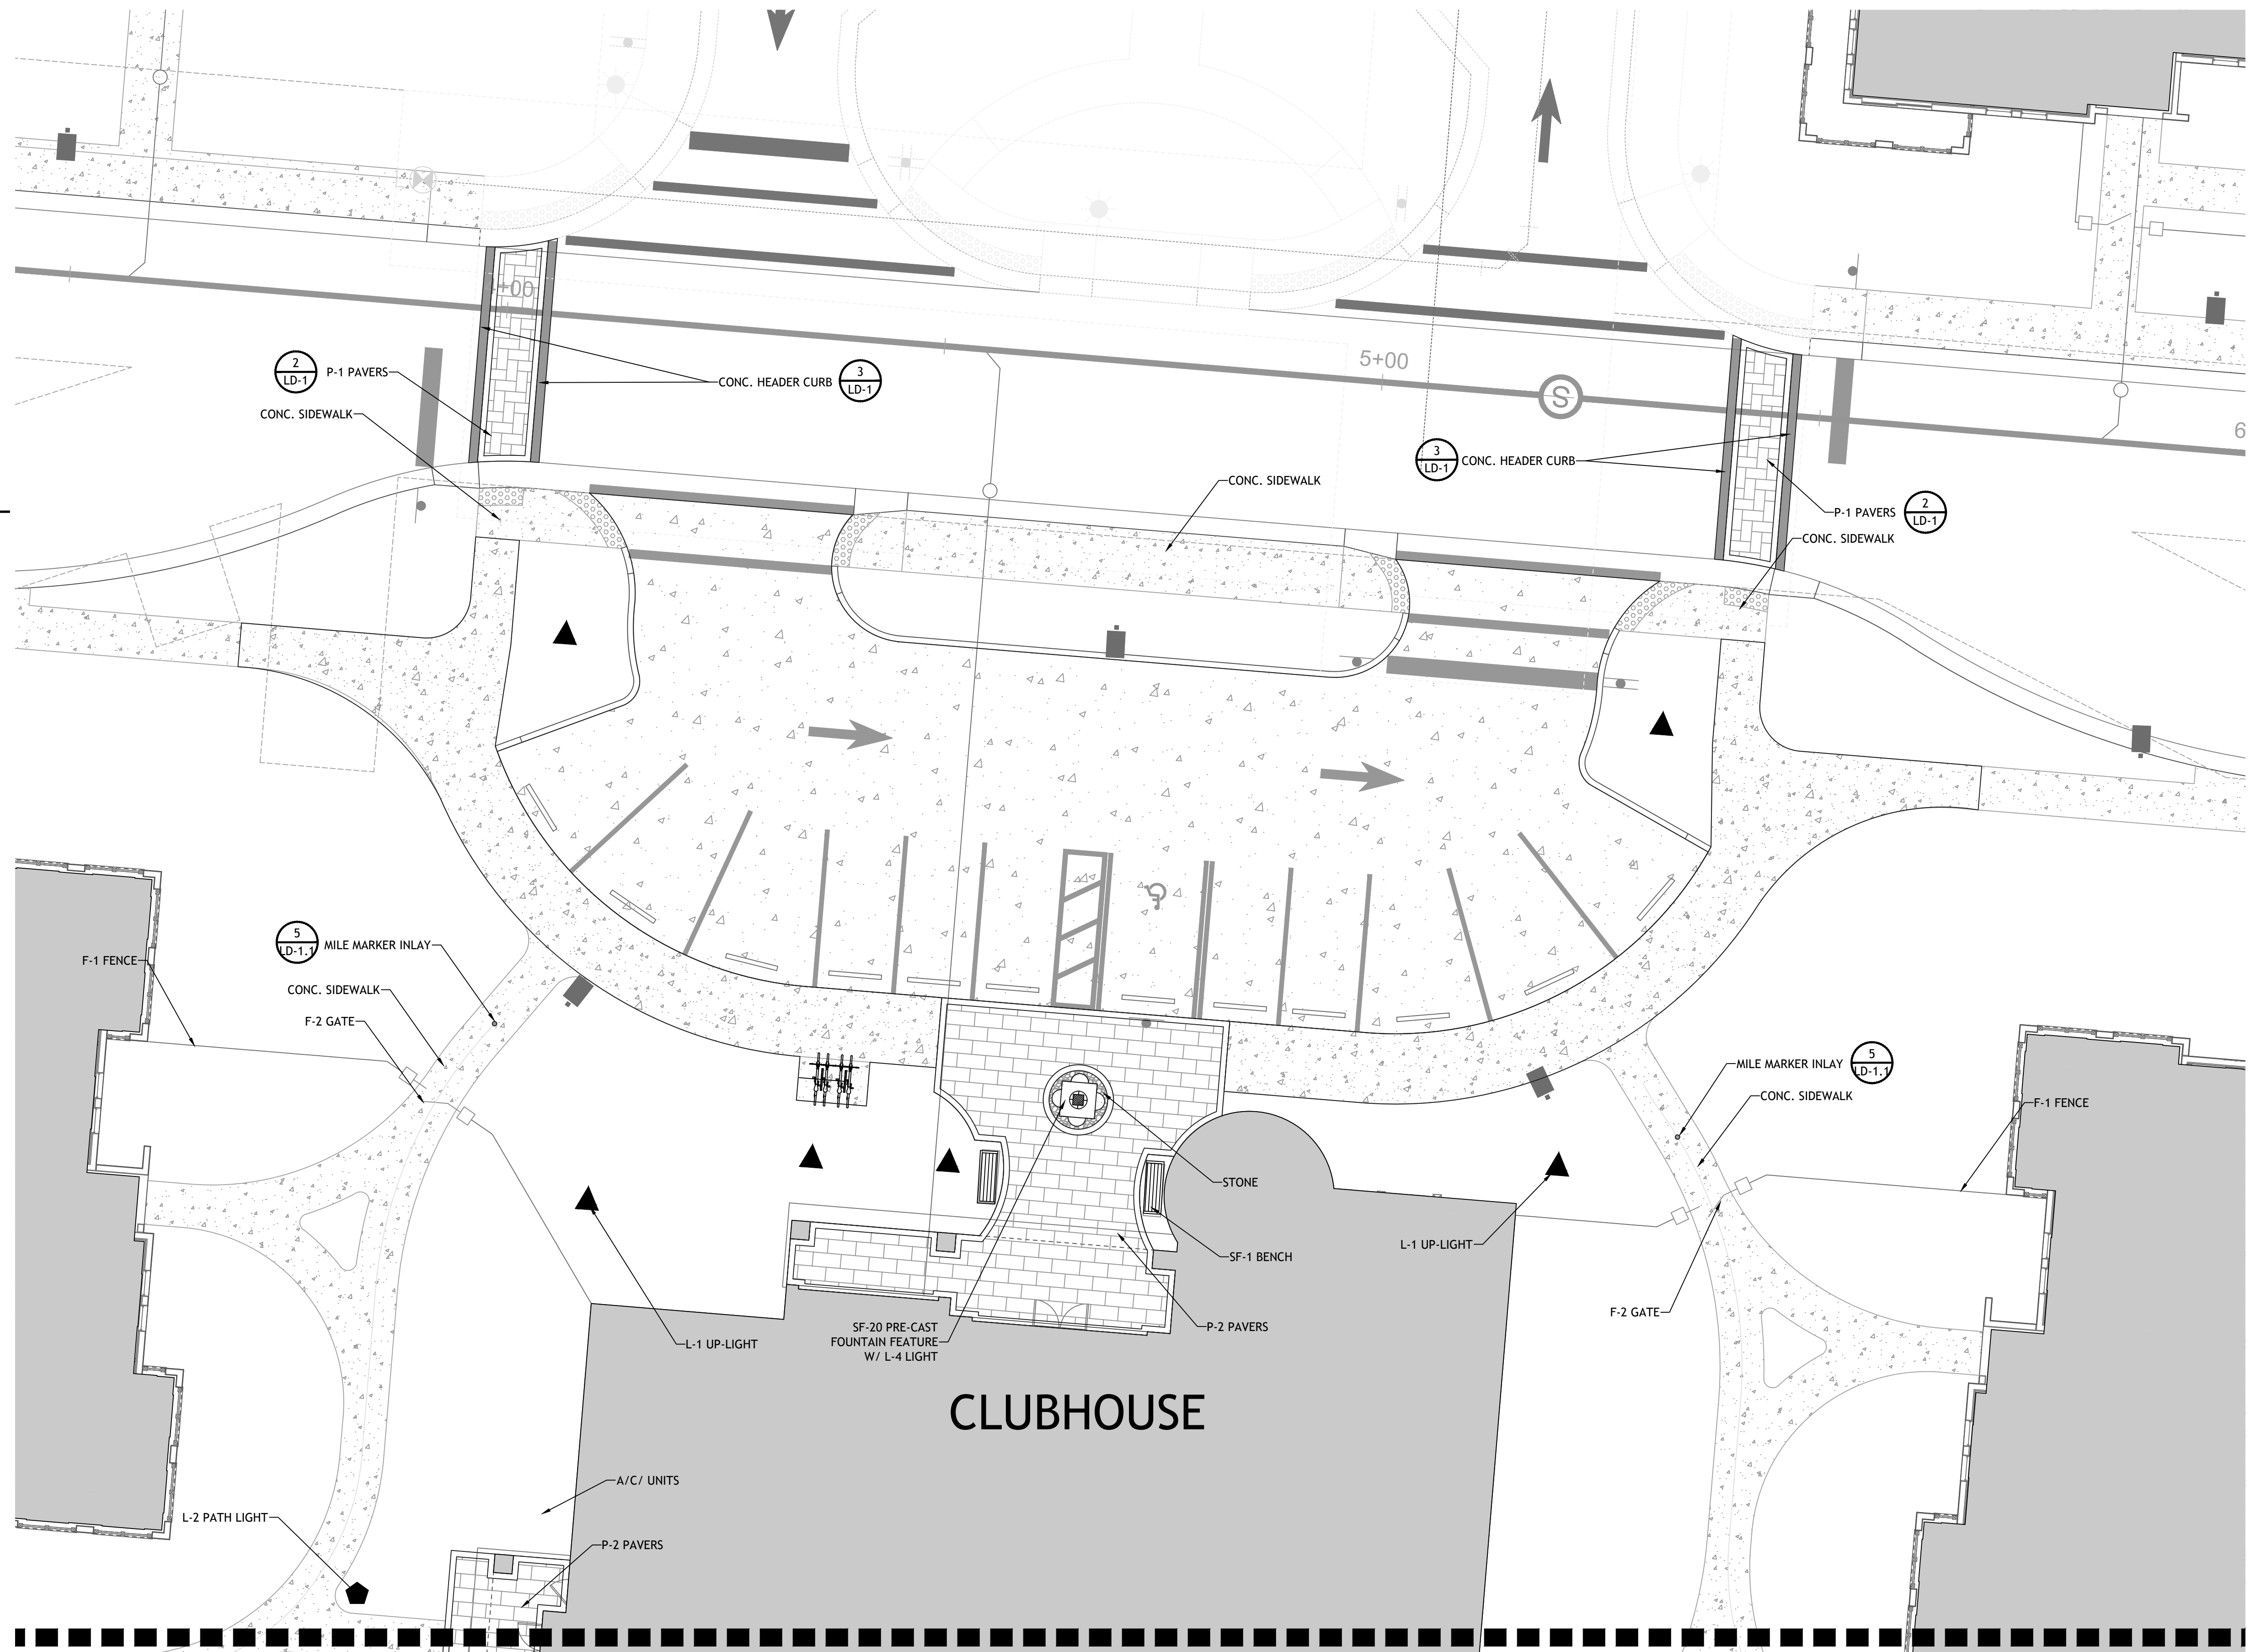 +00
5+00
S
6
2
LD-1
P-1 PAVERS
CONC. HEADER CURB
3
LD-1
CONC. SIDEWALK
3
LD-1
CONC. HEADER CURB
CONC. SIDEWALK
P-1 PAVERS
2
LD-1
CONC. SIDEWALK
5
LD-1.1
MILE MARKER INLAY
F-1 FENCE
CONC. SIDEWALK
F-2 GATE
MILE MARKER INLAY
5
LD-1.1
CONC. SIDEWALK
F-1 FENCE
STONE
SF-1 BENCH
L-1 UP-LIGHT
F-2 GATE
P-2 PAVERS
SF-20 PRE-CAST
FOUNTAIN FEATURE
W/ L-4 LIGHT
L-1 UP-LIGHT
CLUBHOUSE
A/C/ UNITS
L-2 PATH LIGHT
P-2 PAVERS